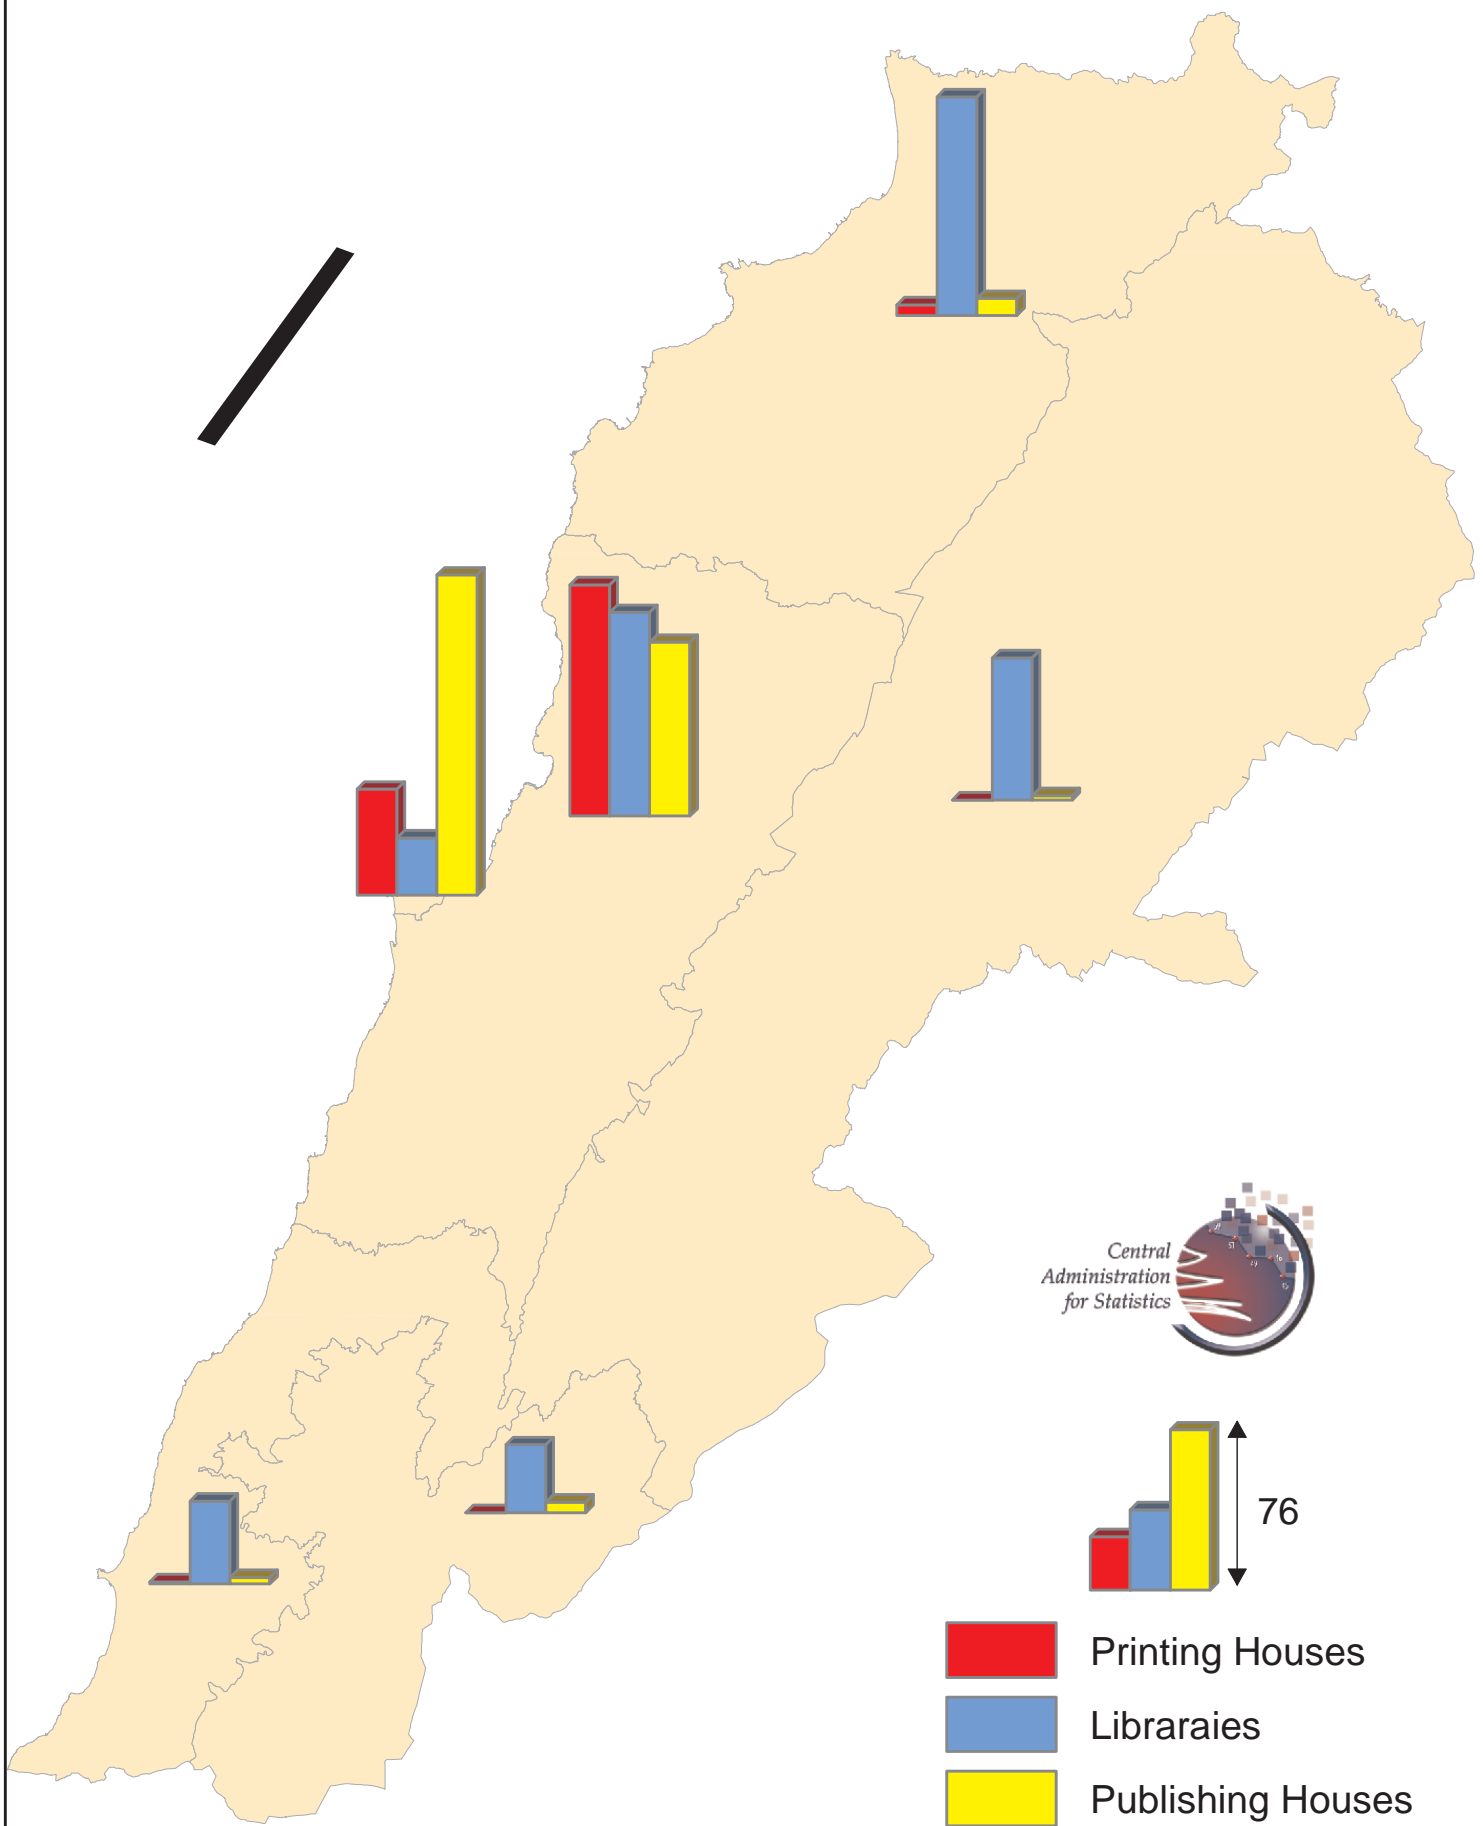 Central
Administration
for Statistics
76
Printing Houses
Libraraies
Publishing Houses